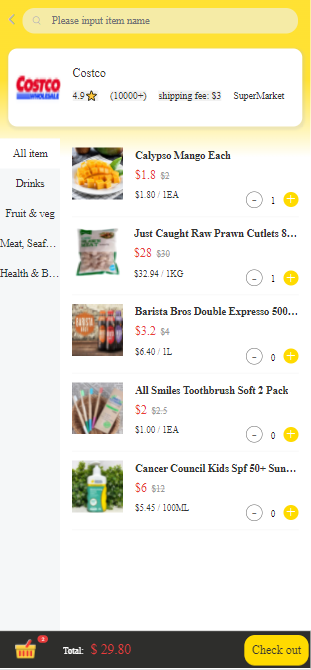 Please input item name
Costco
COSTCO
WHOLESALE
4.9 (10000+) shipping fee: $3 SuperMarket
All item
Drinks
Fruit & veg
Meat, Seaf...
Health & B...
Calypso Mango Each
$1.8 $2
$1.80 / 1EA
- 1 +
Just Caught Raw Prawn Cutlets 8...
$28 $30
$32.94 / 1KG
- 1 +
Barista Bros Double Expresso 500...
$3.2 $4
$6.40 / 1L
- 0 +
All Smiles Toothbrush Soft 2 Pack
$2 $2.5
$1.00 / 1EA
- 0 +
Cancer Council Kids Spf 50+ Sun...
$6 $12
$5.45 / 100ML
- 0 +
Total: $ 29.80
Check out